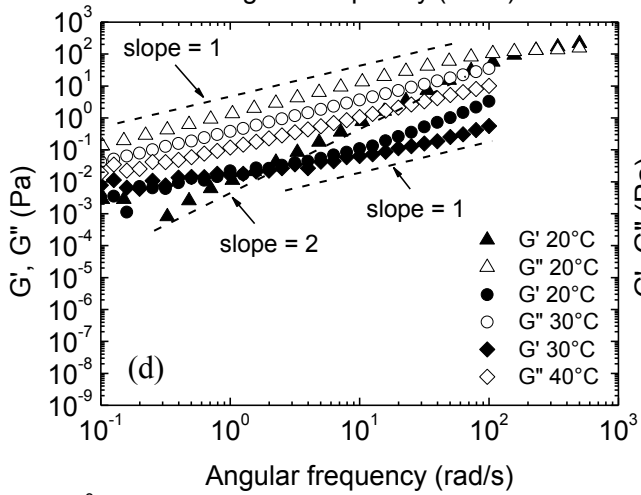 G', G" (Pa)
10³
10²
10¹
10⁰
10⁻¹
10⁻²
10⁻³
10⁻⁴
10⁻⁵
10⁻⁶
10⁻⁷
10⁻⁸
10⁻⁹
slope = 1
slope = 1
slope = 2
G' 20°C
G" 20°C
G' 20°C
G" 30°C
G' 30°C
G" 40°C
(d)
10⁻¹ 10⁰ 10¹ 10² 10³
Angular frequency (rad/s)